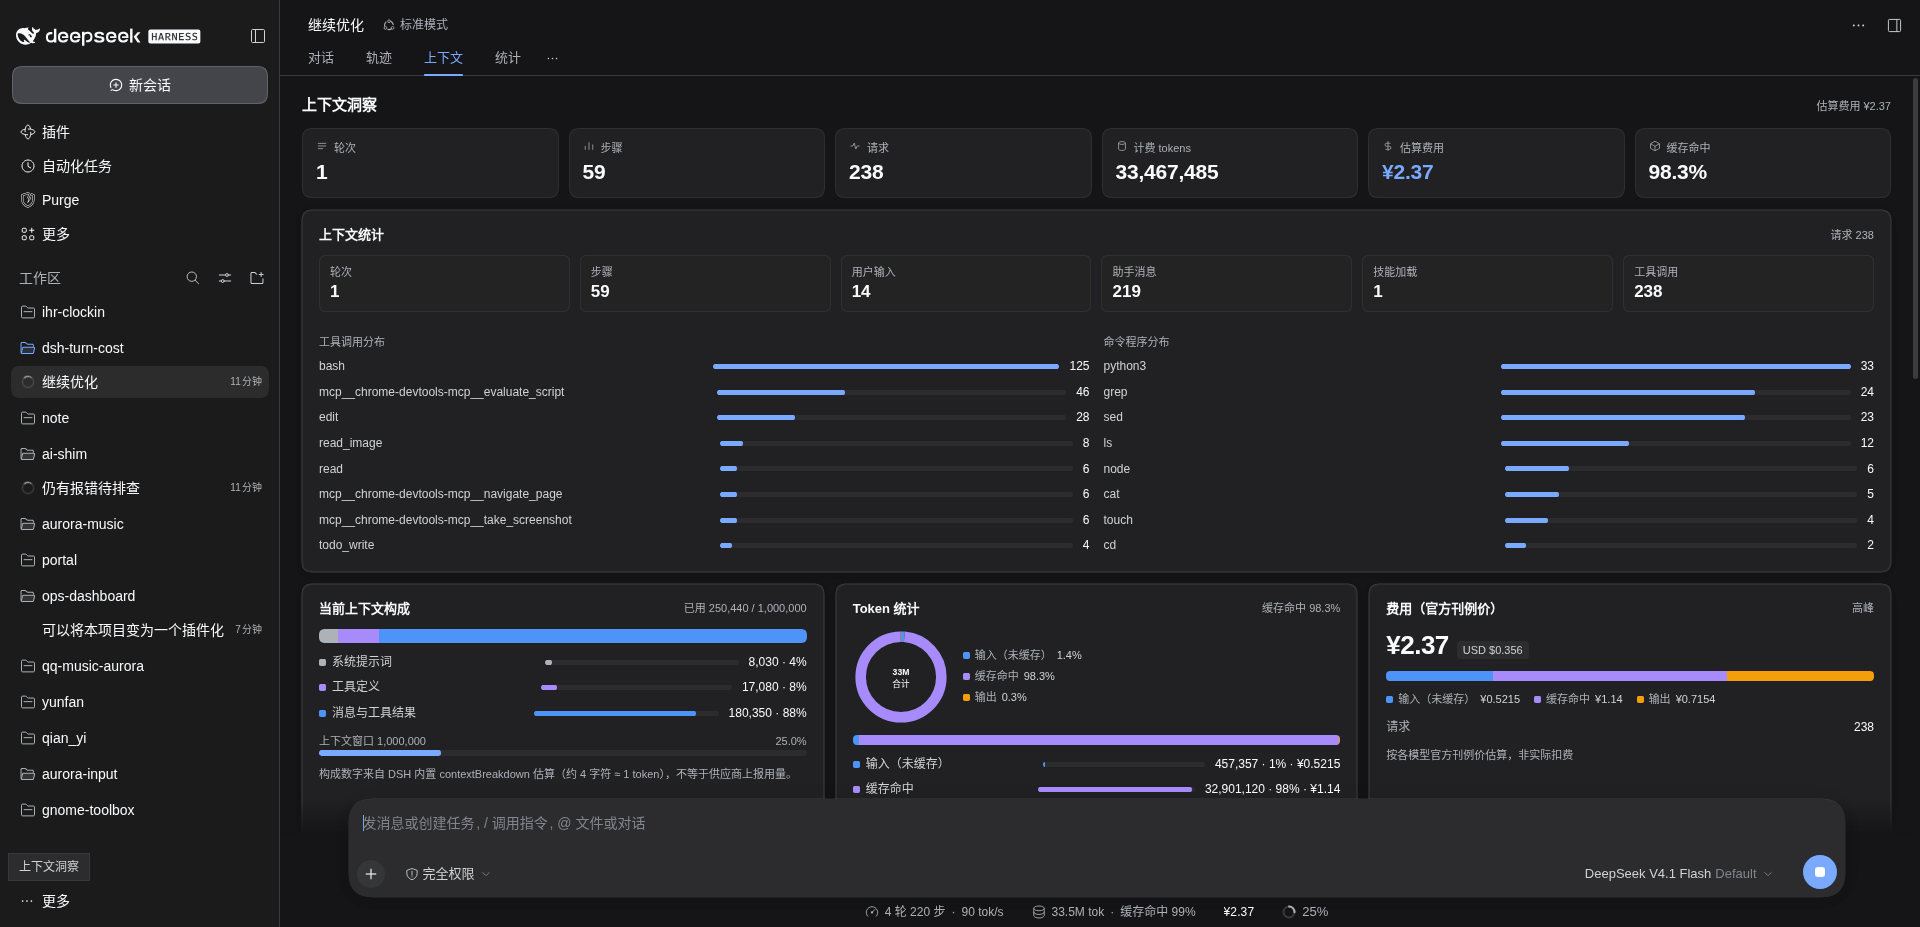 deepseek HARNESS
新会话
插件
自动化任务
Purge
更多
工作区
ihr-clockin
dsh-turn-cost
继续优化 11分钟
note
ai-shim
仍有报错待排查 11分钟
aurora-music
portal
ops-dashboard
可以将本项目变为一个插件化 7分钟
qq-music-aurora
yunfan
qian_yi
aurora-input
gnome-toolbox
上下文洞察
更多
继续优化 标准模式
对话 轨迹 上下文 统计
上下文洞察 估算费用 ¥2.37
轮次 步骤 请求 计费 tokens 估算费用 缓存命中
1 59 238 33,467,485 ¥2.37 98.3%
上下文统计 请求 238
轮次 步骤 用户输入 助手消息 技能加载 工具调用
1 59 14 219 1 238
工具调用分布
bash 125
mcp__chrome-devtools-mcp__evaluate_script 46
edit 28
read_image 8
read 6
mcp__chrome-devtools-mcp__navigate_page 6
mcp__chrome-devtools-mcp__take_screenshot 6
todo_write 4
命令程序分布
python3 33
grep 24
sed 23
ls 12
node 6
cat 5
touch 4
cd 2
当前上下文构成 已用 250,440 / 1,000,000
系统提示词 8,030 · 4%
工具定义 17,080 · 8%
消息与工具结果 180,350 · 88%
上下文窗口 1,000,000 25.0%
构成数字来自 DSH 内置 contextBreakdown 估算（约 4 字符 ≈ 1 token），不等于供应商上报用量。
Token 统计 缓存命中 98.3%
33M
合计
输入（未缓存） 1.4%
缓存命中 98.3%
输出 0.3%
输入（未缓存） 457,357 · 1% · ¥0.5215
缓存命中 32,901,120 · 98% · ¥1.14
费用（官方刊例价） 高峰
¥2.37 USD $0.356
输入（未缓存） ¥0.5215 缓存命中 ¥1.14 输出 ¥0.7154
请求 238
按各模型官方刊例价估算，非实际扣费
发消息或创建任务, / 调用指令, @ 文件或对话
完全权限
DeepSeek V4.1 Flash Default
4 轮 220 步 · 90 tok/s 33.5M tok · 缓存命中 99% ¥2.37 25%